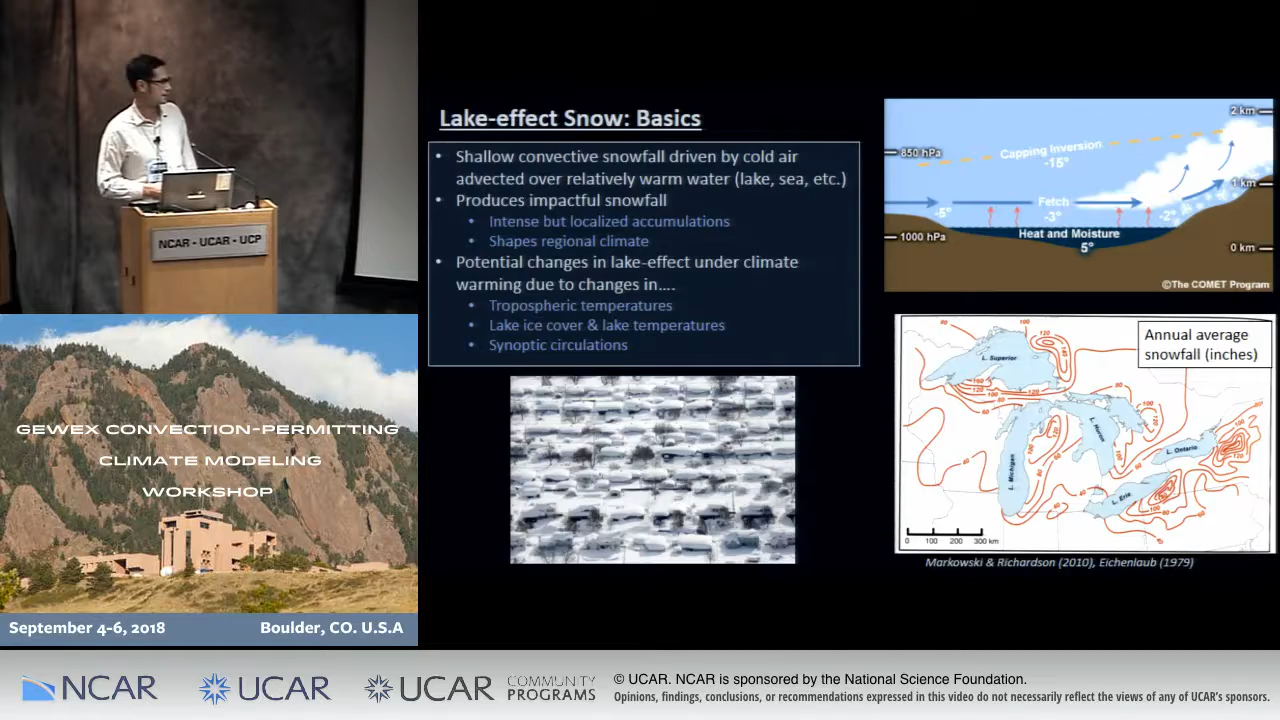 NCAR - UCAR - UCP
GEWEX CONVECTION-PERMITTING
CLIMATE MODELING
WORKSHOP
September 4-6, 2018
Boulder, CO. U.S.A
Lake-effect Snow: Basics
• Shallow convective snowfall driven by cold air
advected over relatively warm water (lake, sea, etc.)
• Produces impactful snowfall
• Intense but localized accumulations
• Shapes regional climate
• Potential changes in lake-effect under climate
warming due to changes in….
• Tropospheric temperatures
• Lake ice cover & lake temperatures
• Synoptic circulations
2 km
850 hPa
Capping Inversion
-15°
1 km
-5°
Fetch
-3°
-2°
1000 hPa
Heat and Moisture
5°
0 km
©The COMET Program
Annual average
snowfall (inches)
L. Superior
L. Huron
L. Michigan
L. Ontario
L. Erie
0 100 200 300 km
Markowski & Richardson (2010), Eichenlaub (1979)
NCAR
UCAR
UCAR
COMMUNITY
PROGRAMS
© UCAR. NCAR is sponsored by the National Science Foundation.
Opinions, findings, conclusions, or recommendations expressed in this video do not necessarily reflect the views of any of UCAR's sponsors.